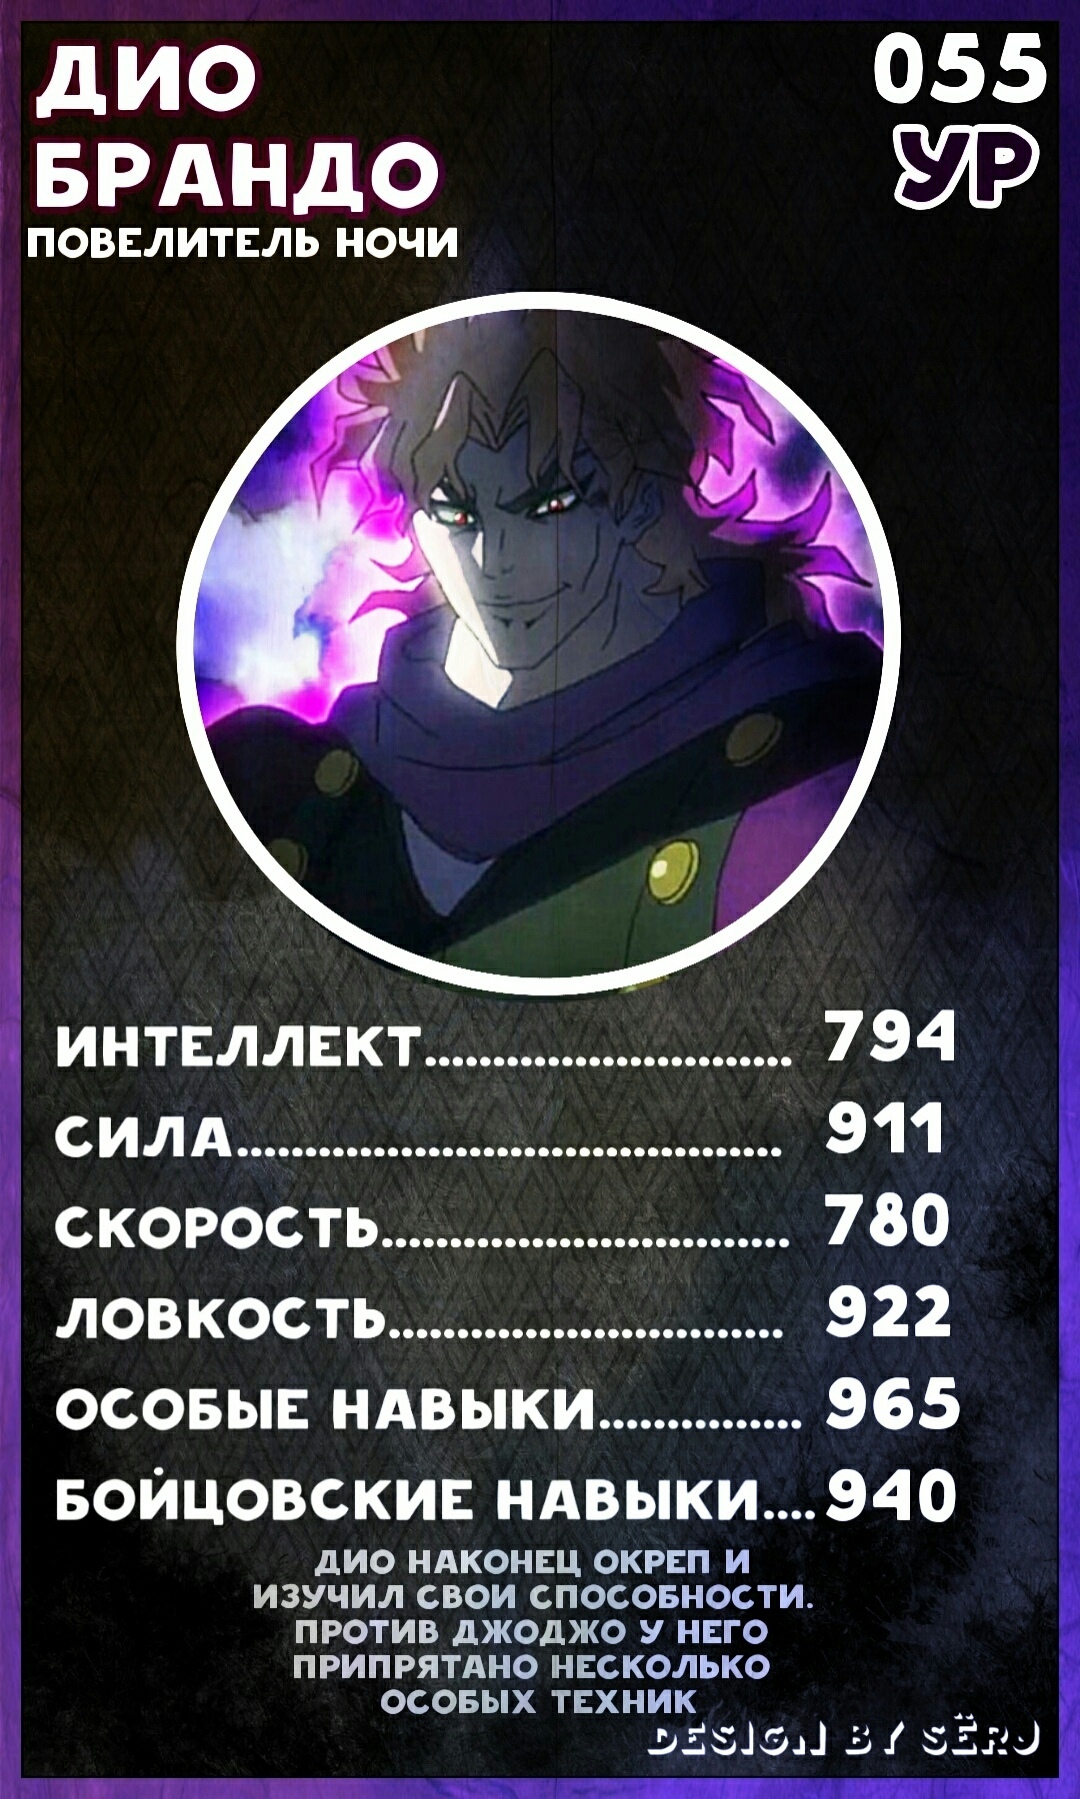 ДИО
БРАНДО
ПОВЕЛИТЕЛЬ НОЧИ
055
УР
ИНТЕЛЛЕКТ........................... 794
СИЛА........................................ 911
СКОРОСТЬ.............................. 780
ЛОВКОСТЬ............................. 922
ОСОБЫЕ НАВЫКИ............... 965
БОЙЦОВСКИЕ НАВЫКИ.... 940
ДИО НАКОНЕЦ ОКРЕП И
ИЗУЧИЛ СВОИ СПОСОБНОСТИ.
ПРОТИВ ДЖОДЖО У НЕГО
ПРИПРЯТАНО НЕСКОЛЬКО
ОСОБЫХ ТЕХНИК
DESIGN BY SЁRJ